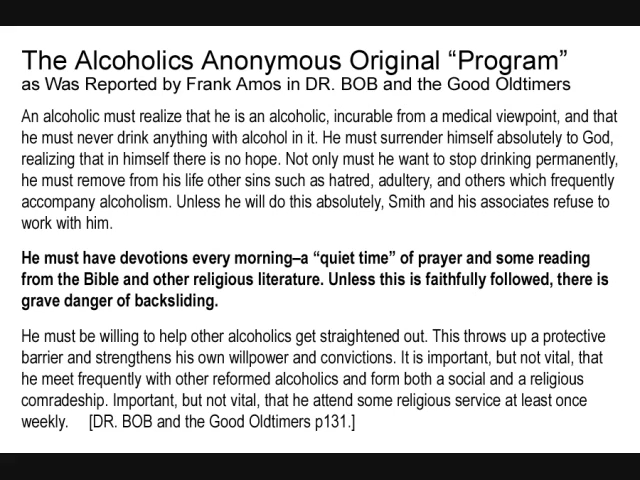 The Alcoholics Anonymous Original “Program”
as Was Reported by Frank Amos in DR. BOB and the Good Oldtimers
An alcoholic must realize that he is an alcoholic, incurable from a medical viewpoint, and that
he must never drink anything with alcohol in it. He must surrender himself absolutely to God,
realizing that in himself there is no hope. Not only must he want to stop drinking permanently,
he must remove from his life other sins such as hatred, adultery, and others which frequently
accompany alcoholism. Unless he will do this absolutely, Smith and his associates refuse to
work with him.
He must have devotions every morning–a “quiet time” of prayer and some reading
from the Bible and other religious literature. Unless this is faithfully followed, there is
grave danger of backsliding.
He must be willing to help other alcoholics get straightened out. This throws up a protective
barrier and strengthens his own willpower and convictions. It is important, but not vital, that
he meet frequently with other reformed alcoholics and form both a social and a religious
comradeship. Important, but not vital, that he attend some religious service at least once
weekly. [DR. BOB and the Good Oldtimers p131.]